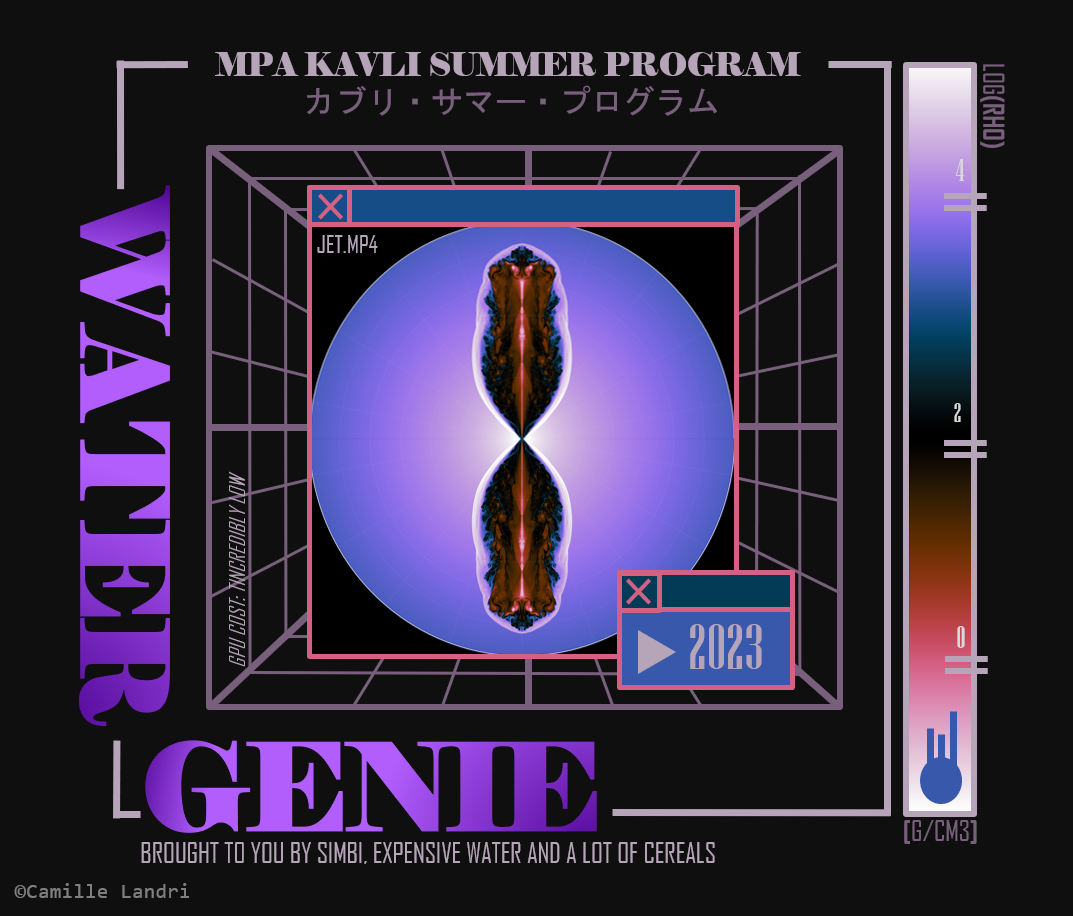 MPA KAVLI SUMMER PROGRAM
カブリ・サマー・プログラム
LOG(RHO)
WATER
JET.MP4
4
2
0
GPU COST: TINCREDIBLY LOW
2023
GENIE
[G/CM3]
BROUGHT TO YOU BY SIMBI, EXPENSIVE WATER AND A LOT OF CEREALS
©Camille Landri